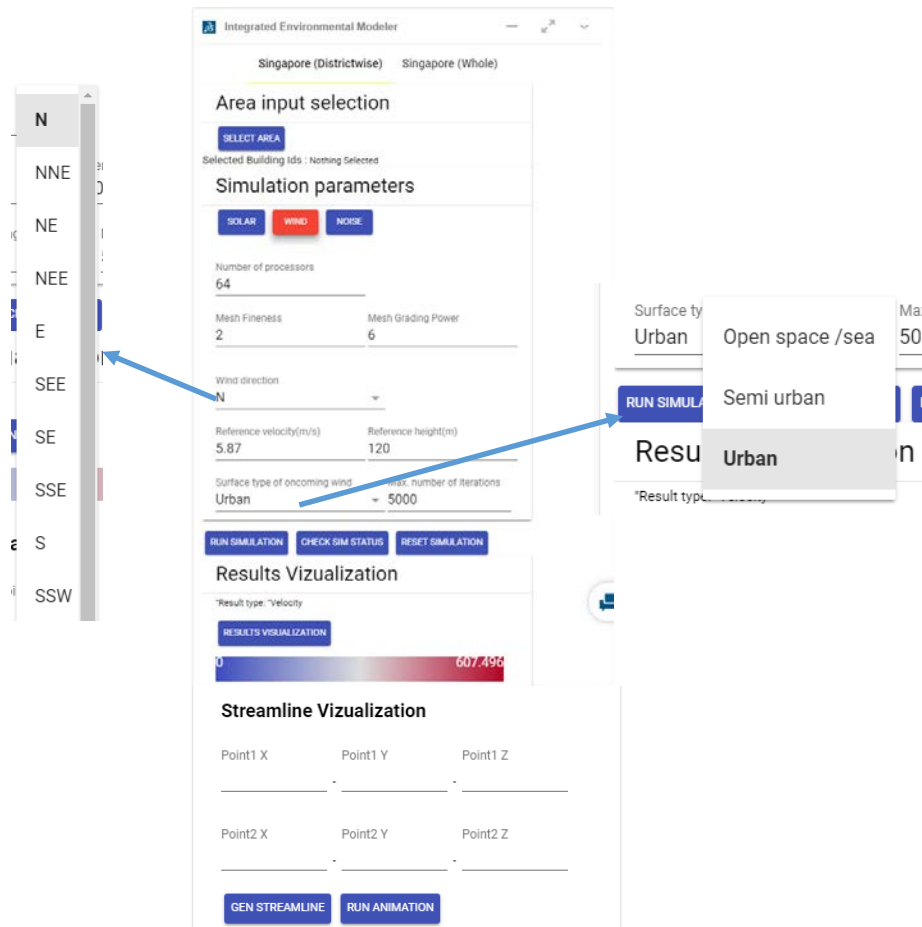 Integrated Environmental Modeler
Singapore (Districtwise) Singapore (Whole)
Area input selection
SELECT AREA
Selected Building Ids : Nothing Selected
Simulation parameters
SOLAR WIND NOISE
Number of processors
64
Mesh Fineness Mesh Grading Power
2 6
Wind direction
N
Reference velocity(m/s) Reference height(m)
5.87 120
Surface type of oncoming wind Max. number of iterations
Urban 5000
RUN SIMULATION CHECK SIM STATUS RESET SIMULATION
Results Vizualization
"Result type: "Velocity
RESULTS VISUALIZATION
0 607.496
Streamline Vizualization
Point1 X Point1 Y Point1 Z
- -
Point2 X Point2 Y Point2 Z
- -
GEN STREAMLINE RUN ANIMATION
N
NNE
NE
NEE
E
SEE
SE
SSE
S
SSW
Surface ty Ma
Urban 50
Open space /sea
Semi urban
Urban
RUN SIMULA
Resu n
"Result type: